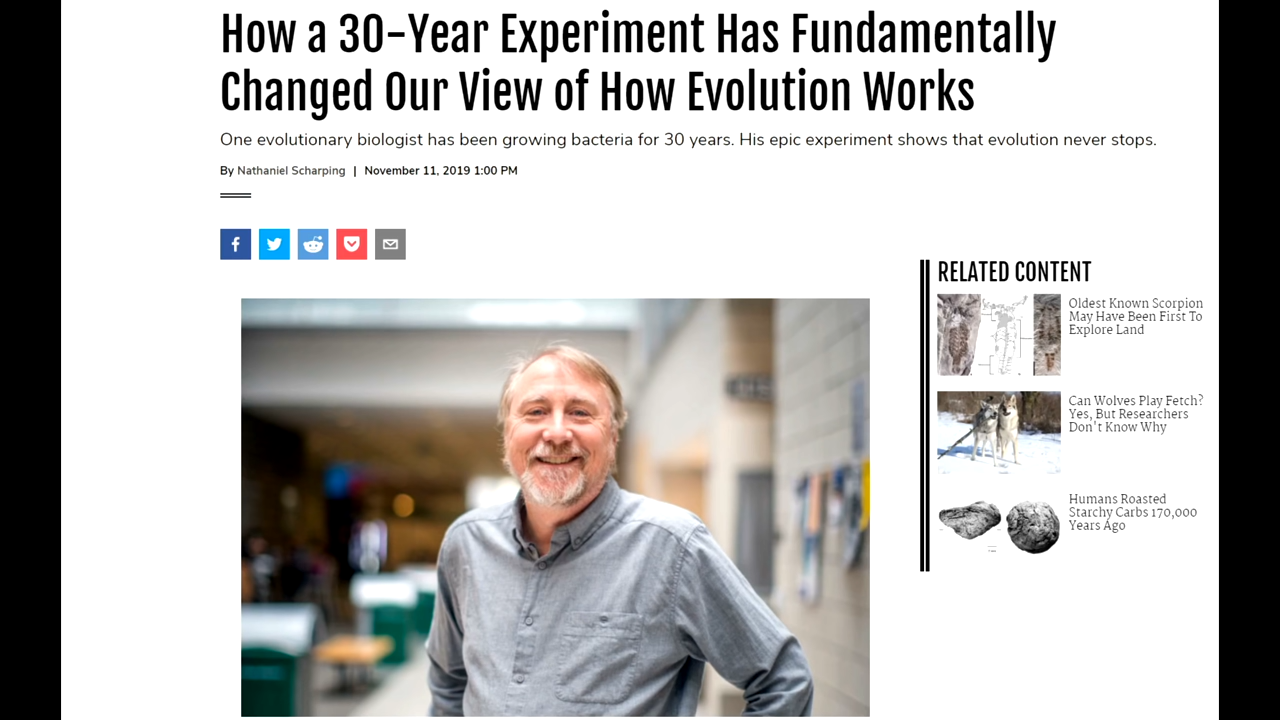 How a 30-Year Experiment Has Fundamentally
Changed Our View of How Evolution Works
One evolutionary biologist has been growing bacteria for 30 years. His epic experiment shows that evolution never stops.
By Nathaniel Scharping | November 11, 2019 1:00 PM
RELATED CONTENT
Oldest Known Scorpion
May Have Been First To
Explore Land
Can Wolves Play Fetch?
Yes, But Researchers
Don't Know Why
Humans Roasted
Starchy Carbs 170,000
Years Ago